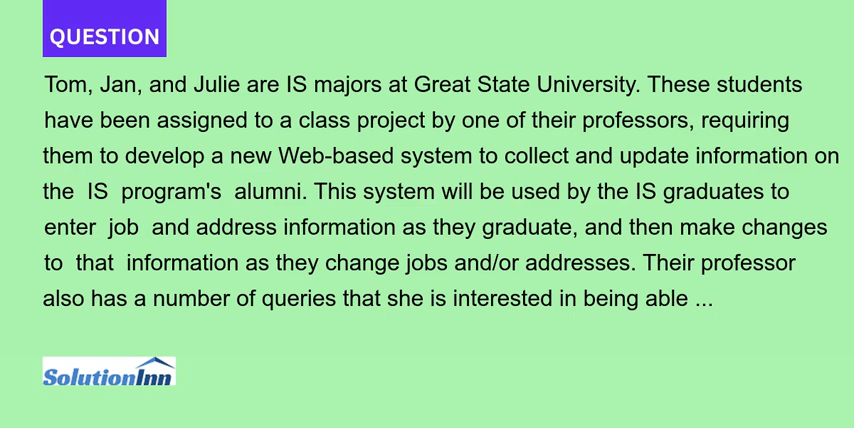 QUESTION
Tom, Jan, and Julie are IS majors at Great State University. These students
have been assigned to a class project by one of their professors, requiring
them to develop a new Web-based system to collect and update information on
the IS program's alumni. This system will be used by the IS graduates to
enter job and address information as they graduate, and then make changes
to that information as they change jobs and/or addresses. Their professor
also has a number of queries that she is interested in being able ...
SolutionInn